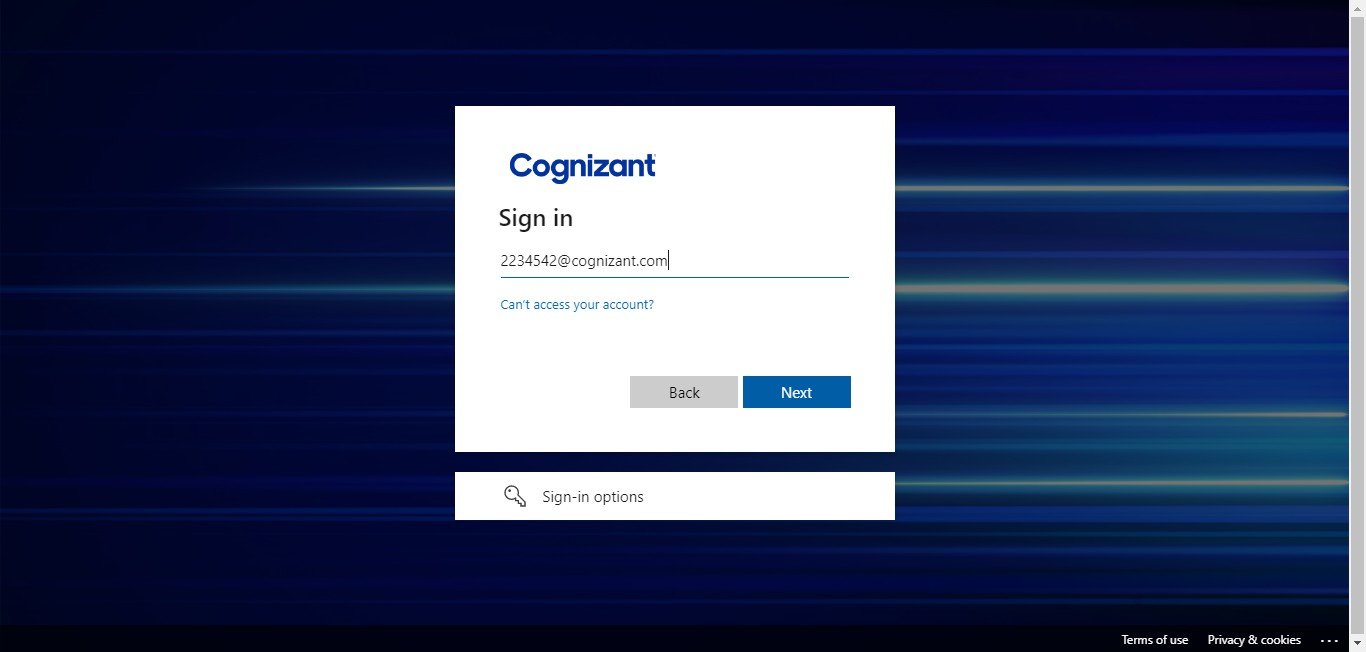 Cognizant
Sign in
2234542@cognizant.com
Can't access your account?
Back
Next
Sign-in options
Terms of use
Privacy & cookies
...